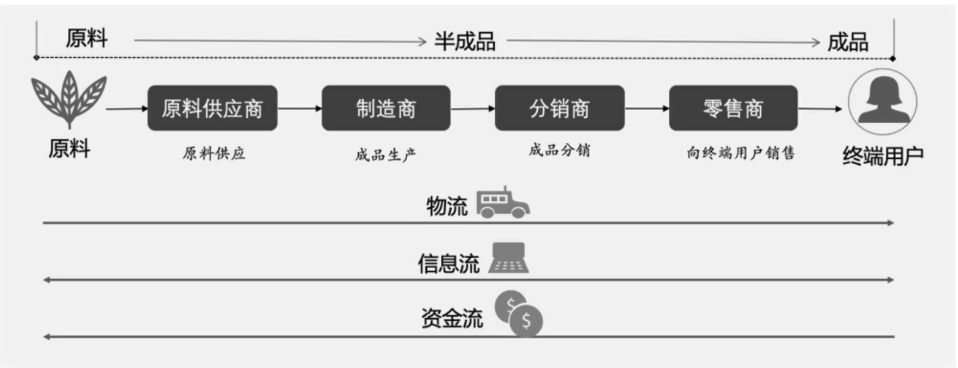 原料 半成品 成品
原料供应商 制造商 分销商 零售商
原料 原料供应 成品生产 成品分销 向终端用户销售 终端用户
物流
信息流
资金流
$ $